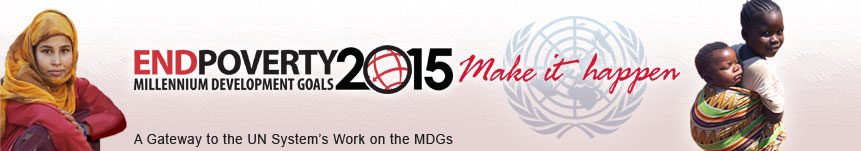 ENDPOVERTY 2015 Make it happen
MILLENNIUM DEVELOPMENT GOALS
A Gateway to the UN System's Work on the MDGs